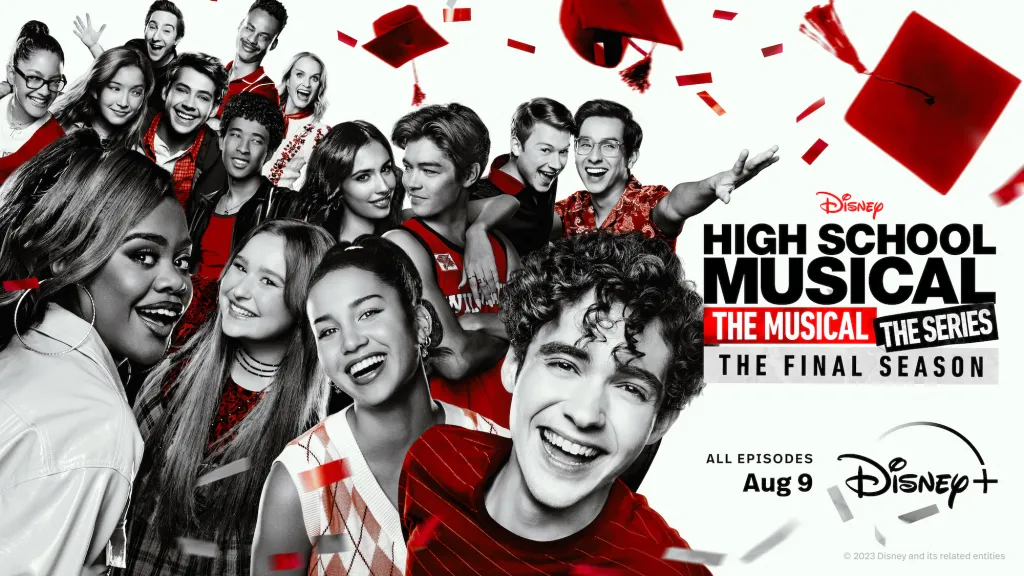 Disney
HIGH SCHOOL
MUSICAL
THE MUSICAL THE SERIES
THE FINAL SEASON
ALL EPISODES
Aug 9
Disney+
© 2023 Disney and its related entities